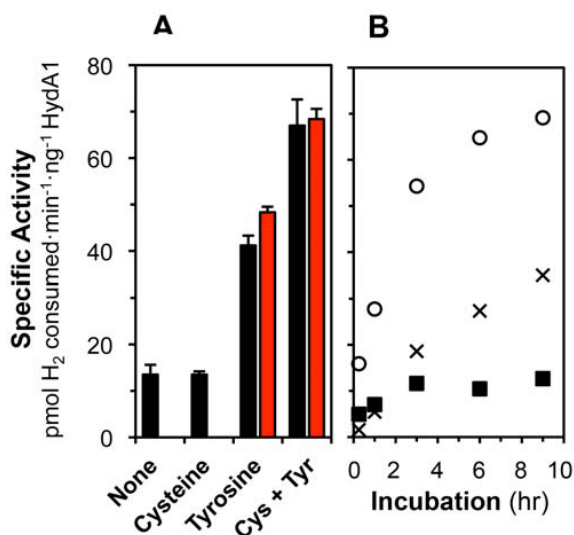 A
B
Specific Activity
pmol H₂ consumed·min⁻¹·ng⁻¹ HydA1
80
60
40
20
0
None
Cysteine
Tyrosine
Cys + Tyr
0 2 4 6 8 10
Incubation (hr)